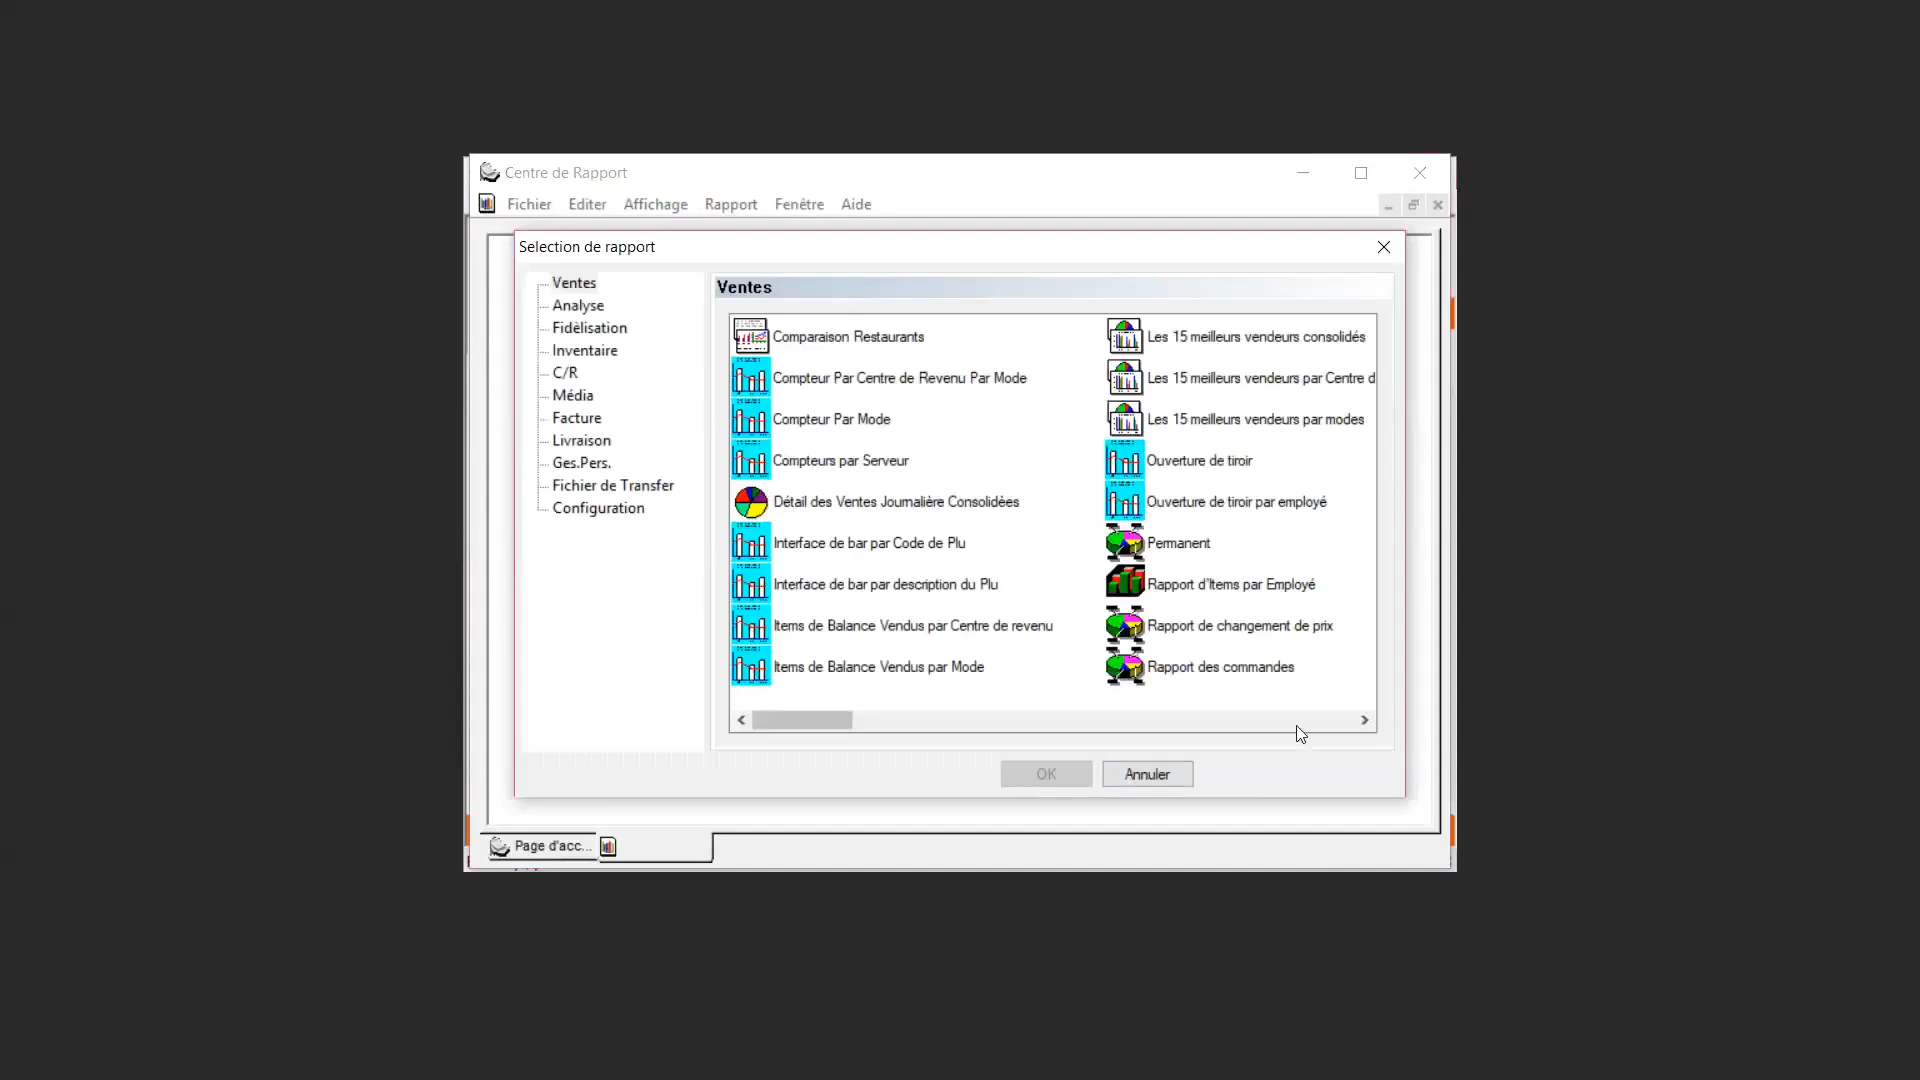 Centre de Rapport
Fichier Editer Affichage Rapport Fenêtre Aide
Selection de rapport
Ventes
Analyse
Fidèlisation
Inventaire
C/R
Média
Facture
Livraison
Ges.Pers.
Fichier de Transfer
Configuration
Ventes
Comparaison Restaurants
Compteur Par Centre de Revenu Par Mode
Compteur Par Mode
Compteurs par Serveur
Détail des Ventes Journalière Consolidèes
Interface de bar par Code de Plu
Interface de bar par description du Plu
Items de Balance Vendus par Centre de revenu
Items de Balance Vendus par Mode
Les 15 meilleurs vendeurs consolidés
Les 15 meilleurs vendeurs par Centre d
Les 15 meilleurs vendeurs par modes
Ouverture de tiroir
Ouverture de tiroir par employé
Permanent
Rapport d'Items par Employé
Rapport de changement de prix
Rapport des commandes
OK Annuler
Page d'acc...